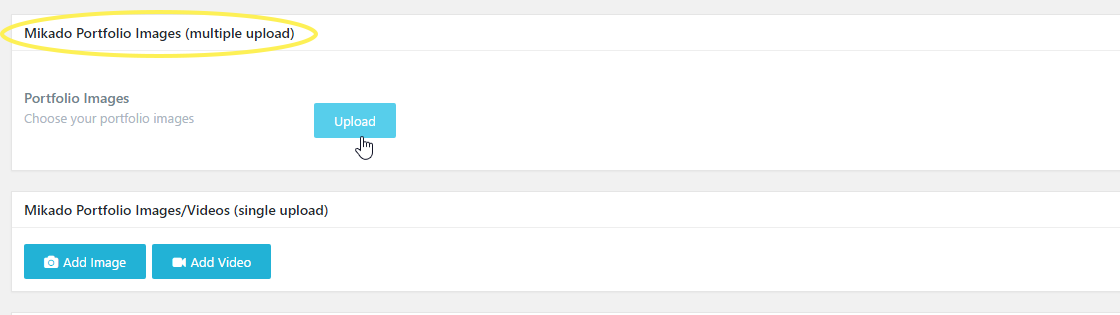 Mikado Portfolio Images (multiple upload)
Portfolio Images
Choose your portfolio images
Upload
Mikado Portfolio Images/Videos (single upload)
Add Image
Add Video